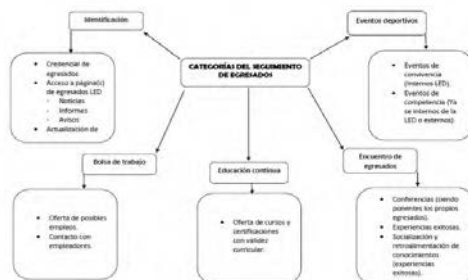 Identificación
Eventos deportivos
CATEGORÍAS DEL SEGUIMIENTO
DE EGRESADOS
• Credencial de
egresados
• Acceso a página(s)
de egresados LED
- Noticias
- Informes
- Avisos
• Actualización de
• Eventos de
convivencia
(Internos LED).
• Eventos de
competencia (Ya
se internos de la
LED o externos)
Bolsa de trabajo
Educación continua
Encuentro de
egresados
• Oferta de posibles
empleos.
• Contacto con
empleadores.
• Oferta de cursos y
certificaciones
con validez
curricular.
• Conferencias (siendo
ponentes los propios
egresados).
• Experiencias exitosas.
• Socialización y
retroalimentación de
conocimientos
(experiencias
exitosas).